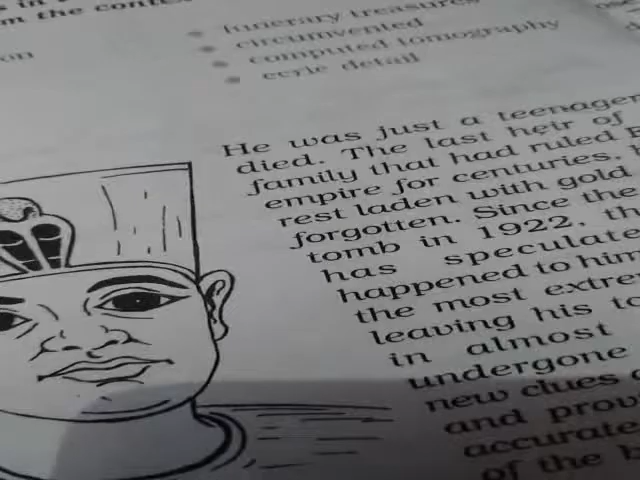 m the conte
on
funerary treasures
circumvented
computed tomography
eerie detail
He was just a teenager
died. The last heir of
family that had ruled
empire for centuries,
rest laden with gold
forgotten. Since the
tomb in 1922, th
has speculate
happened to him
the most extre
leaving his to
in almost
undergone
new clues
and prov
accurate
of the b